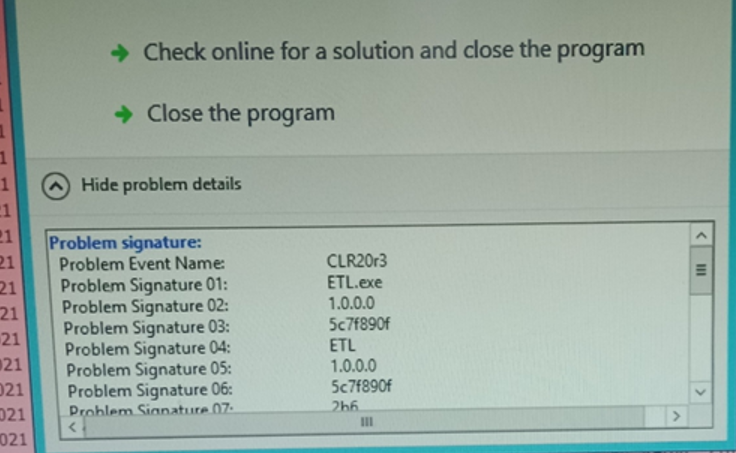 Check online for a solution and close the program
Close the program
Hide problem details
Problem signature:
Problem Event Name: CLR20r3
Problem Signature 01: ETL.exe
Problem Signature 02: 1.0.0.0
Problem Signature 03: 5c7f890f
Problem Signature 04: ETL
Problem Signature 05: 1.0.0.0
Problem Signature 06: 5c7f890f
Problem Signature 07: 2b6
1
1
1
1
21
21
21
21
21
21
021
021
021
021